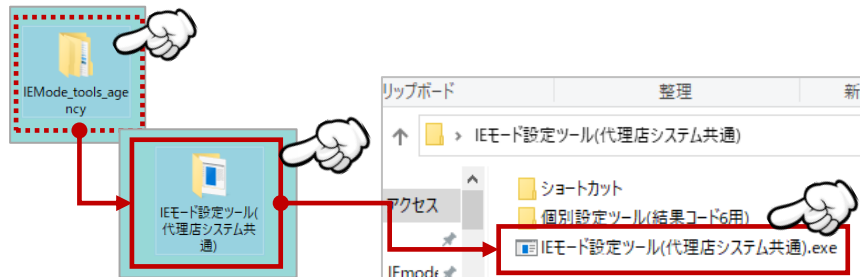 IEMode_tools_age
ncy
IEモード設定ツール(
代理店システム共
通)
リップボード
整理
新
↑ > IEモード設定ツール(代理店システム共通)
アクセス
ショートカット
個別設定ツール(結果コード6用)
IEモード設定ツール(代理店システム共通).exe
IEmode